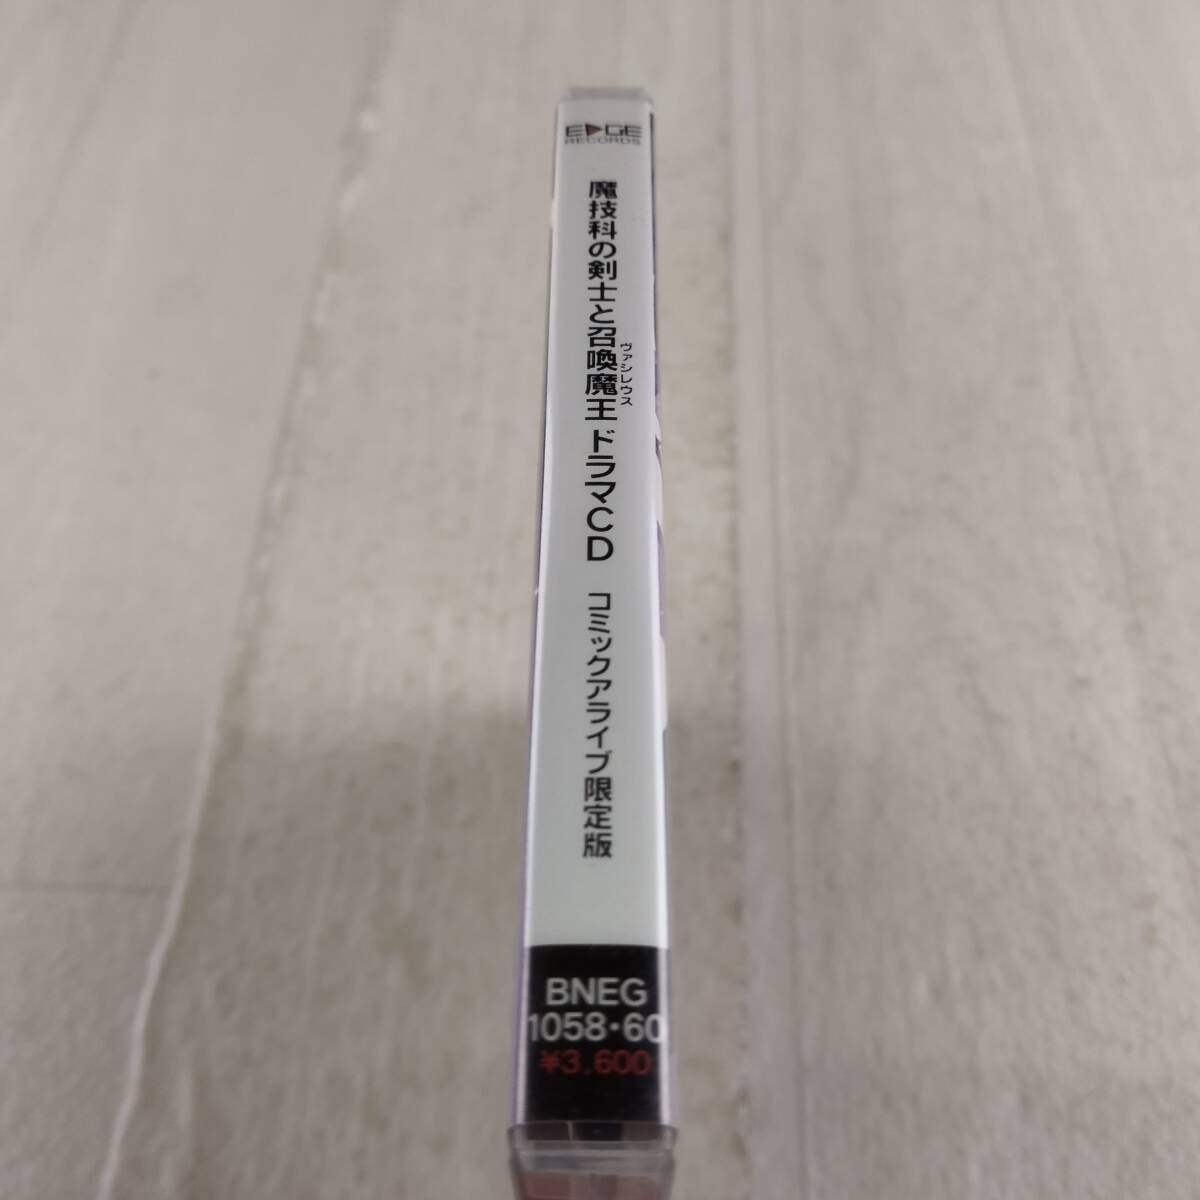 EDGE
RECORDS
魔技科の剣士と召喚魔王 ドラマCD コミックアライブ限定版
ヴァシレウス
BNEG
1058・60
¥3.600